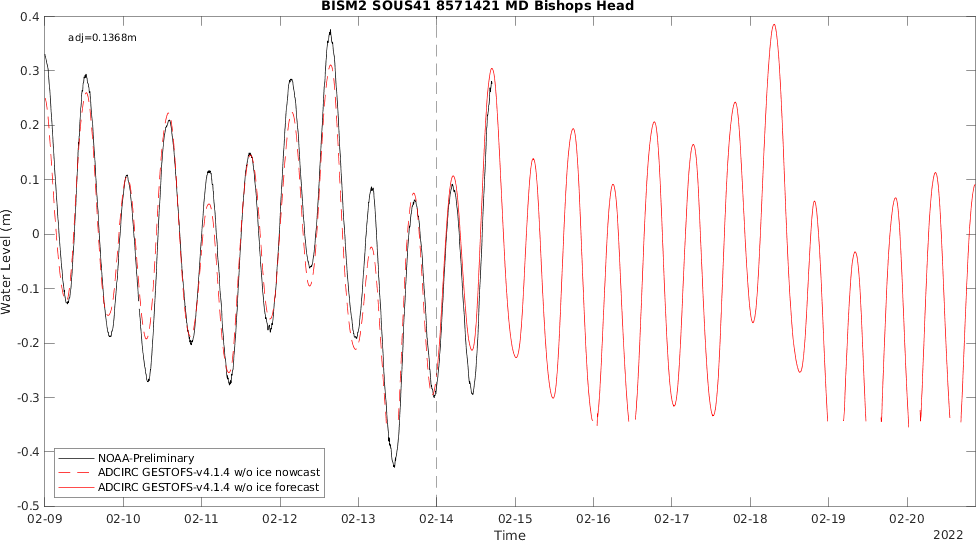 BISM2 SOUS41 8571421 MD Bishops Head
adj=0.1368m
0.4
0.3
0.2
0.1
0
-0.1
-0.2
-0.3
-0.4
-0.5
Water Level (m)
NOAA-Preliminary
ADCIRC GESTOFS-v4.1.4 w/o ice nowcast
ADCIRC GESTOFS-v4.1.4 w/o ice forecast
02-09 02-10 02-11 02-12 02-13 02-14 02-15 02-16 02-17 02-18 02-19 02-20
Time
2022